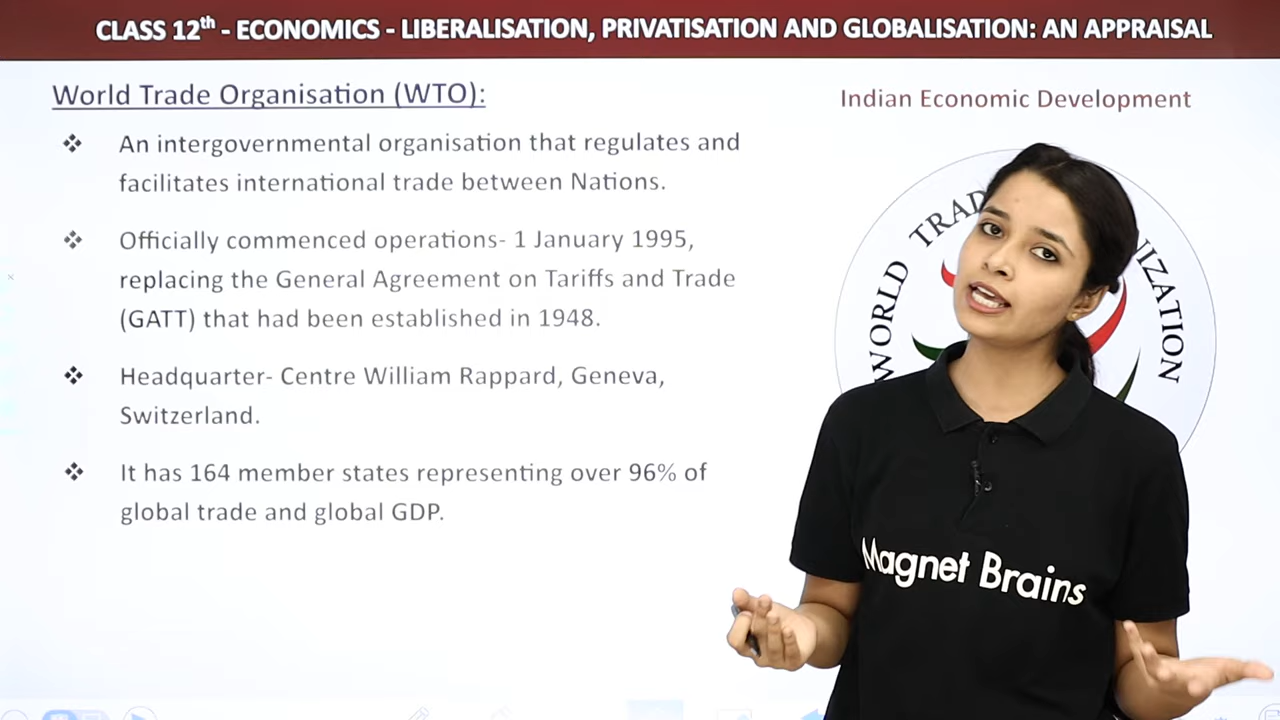 CLASS 12th - ECONOMICS - LIBERALISATION, PRIVATISATION AND GLOBALISATION: AN APPRAISAL
World Trade Organisation (WTO):
Indian Economic Development
❖ An intergovernmental organisation that regulates and
facilitates international trade between Nations.
❖ Officially commenced operations- 1 January 1995,
replacing the General Agreement on Tariffs and Trade
(GATT) that had been established in 1948.
❖ Headquarter- Centre William Rappard, Geneva,
Switzerland.
❖ It has 164 member states representing over 96% of
global trade and global GDP.
WORLD
Magnet Brains